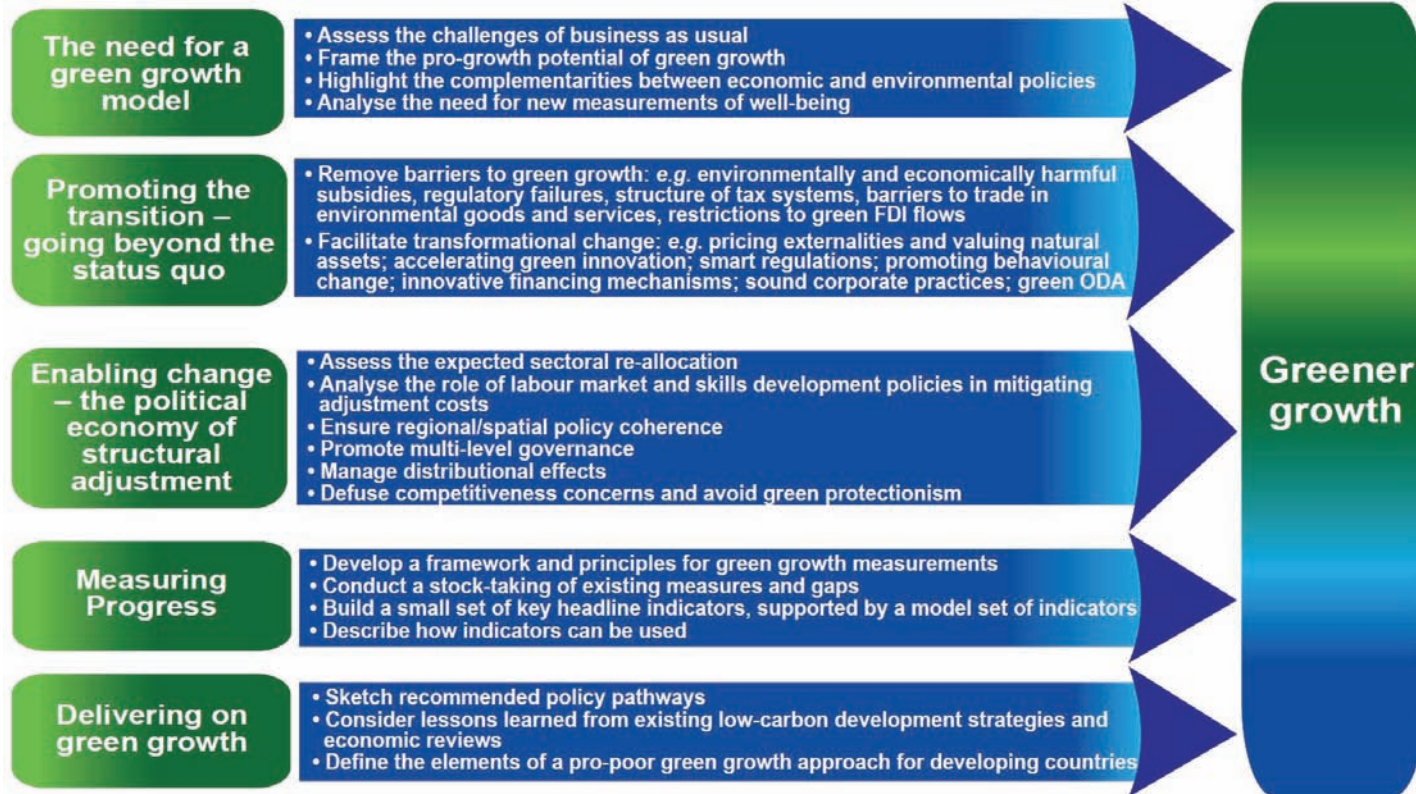 The need for a
green growth
model
• Assess the challenges of business as usual
• Frame the pro-growth potential of green growth
• Highlight the complementarities between economic and environmental policies
• Analyse the need for new measurements of well-being
Promoting the
transition –
going beyond the
status quo
• Remove barriers to green growth: e.g. environmentally and economically harmful
subsidies, regulatory failures, structure of tax systems, barriers to trade in
environmental goods and services, restrictions to green FDI flows
• Facilitate transformational change: e.g. pricing externalities and valuing natural
assets; accelerating green innovation; smart regulations; promoting behavioural
change; innovative financing mechanisms; sound corporate practices; green ODA
Enabling change
– the political
economy of
structural
adjustment
• Assess the expected sectoral re-allocation
• Analyse the role of labour market and skills development policies in mitigating
adjustment costs
• Ensure regional/spatial policy coherence
• Promote multi-level governance
• Manage distributional effects
• Defuse competitiveness concerns and avoid green protectionism
Measuring
Progress
• Develop a framework and principles for green growth measurements
• Conduct a stock-taking of existing measures and gaps
• Build a small set of key headline indicators, supported by a model set of indicators
• Describe how indicators can be used
Delivering on
green growth
• Sketch recommended policy pathways
• Consider lessons learned from existing low-carbon development strategies and
economic reviews
• Define the elements of a pro-poor green growth approach for developing countries
Greener
growth